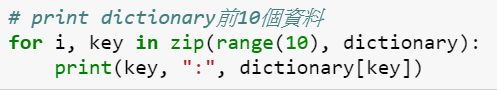 # print dictionary前10個資料
for i, key in zip(range(10), dictionary):
    print(key, ":", dictionary[key])